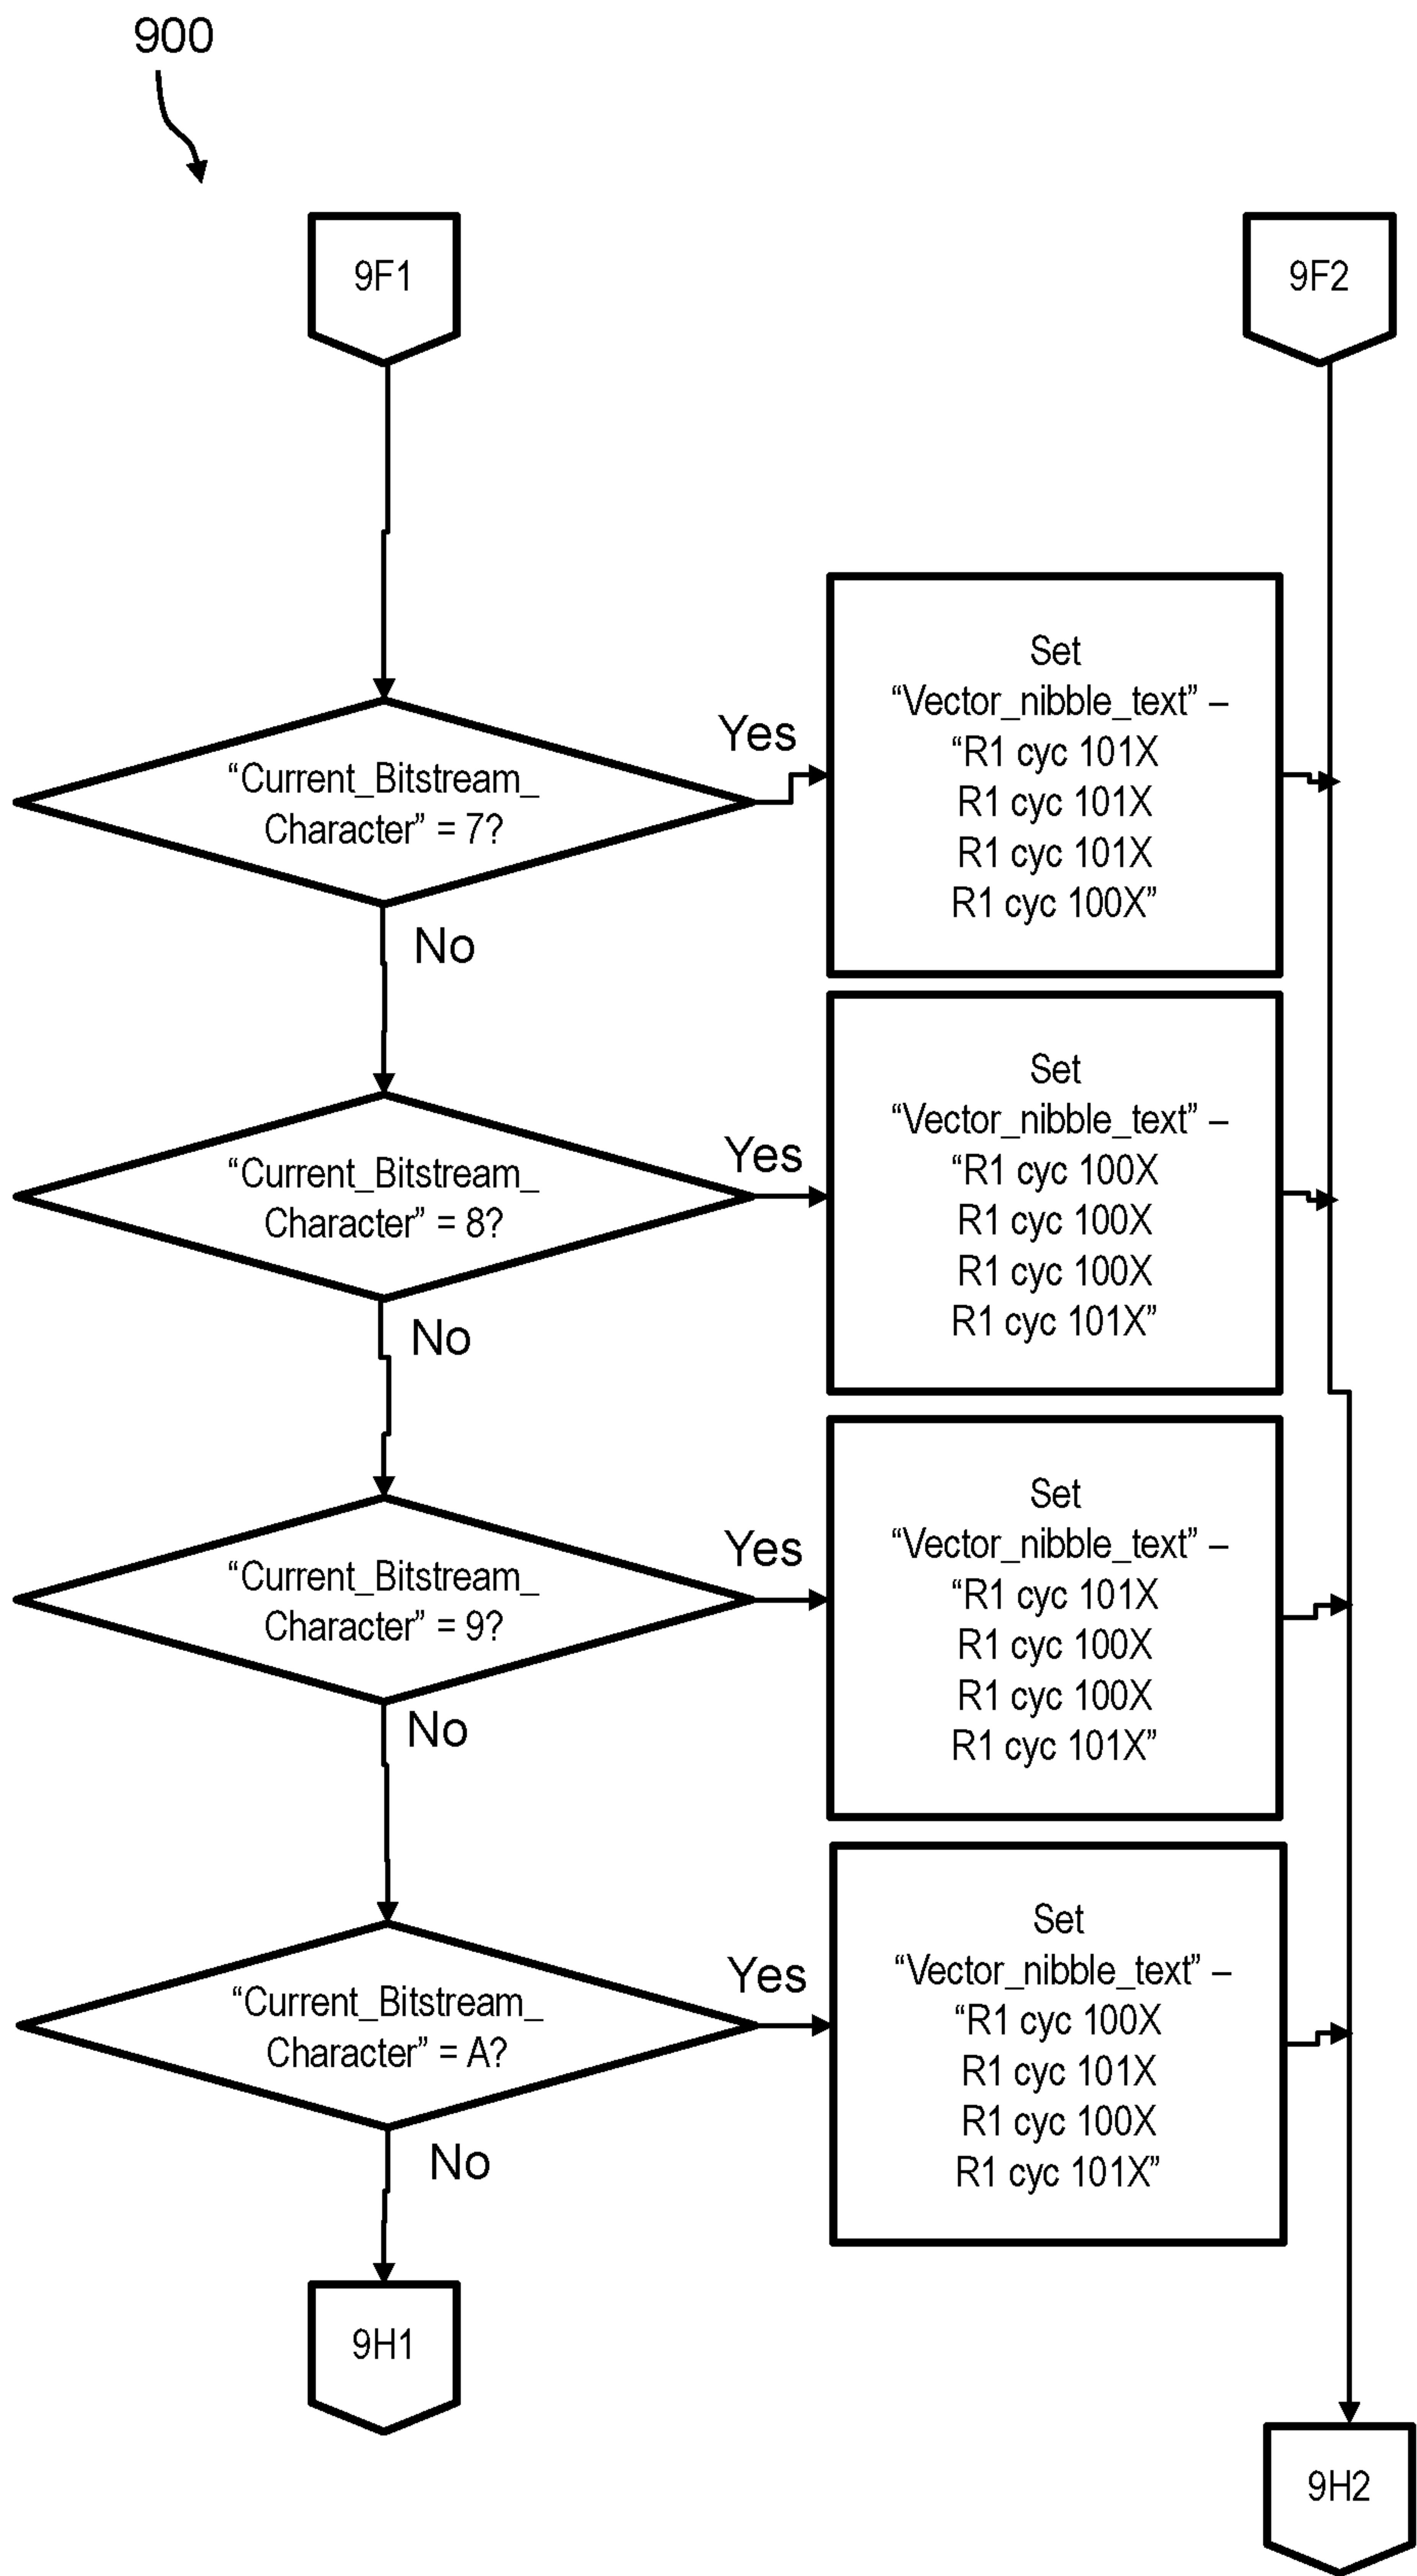 900
9F1
9F2
Set
“Vector_nibble_text” –
“R1 cyc 101X
R1 cyc 101X
R1 cyc 101X
R1 cyc 100X”
Yes
“Current_Bitstream_
Character” = 7?
No
Set
“Vector_nibble_text” –
“R1 cyc 100X
R1 cyc 100X
R1 cyc 100X
R1 cyc 101X”
Yes
“Current_Bitstream_
Character” = 8?
No
Set
“Vector_nibble_text” –
“R1 cyc 101X
R1 cyc 100X
R1 cyc 100X
R1 cyc 101X”
Yes
“Current_Bitstream_
Character” = 9?
No
Set
“Vector_nibble_text” –
“R1 cyc 100X
R1 cyc 101X
R1 cyc 100X
R1 cyc 101X”
Yes
“Current_Bitstream_
Character” = A?
No
9H1
9H2